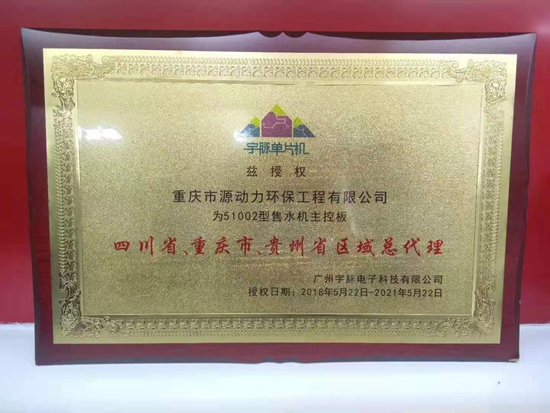 宇脉单片机
兹授权
重庆市源动力环保工程有限公司
为51002型售水机主控板
四川省、重庆市、贵州省区域总代理
广州宇脉电子科技有限公司
授权日期：2018年5月22日-2021年5月22日